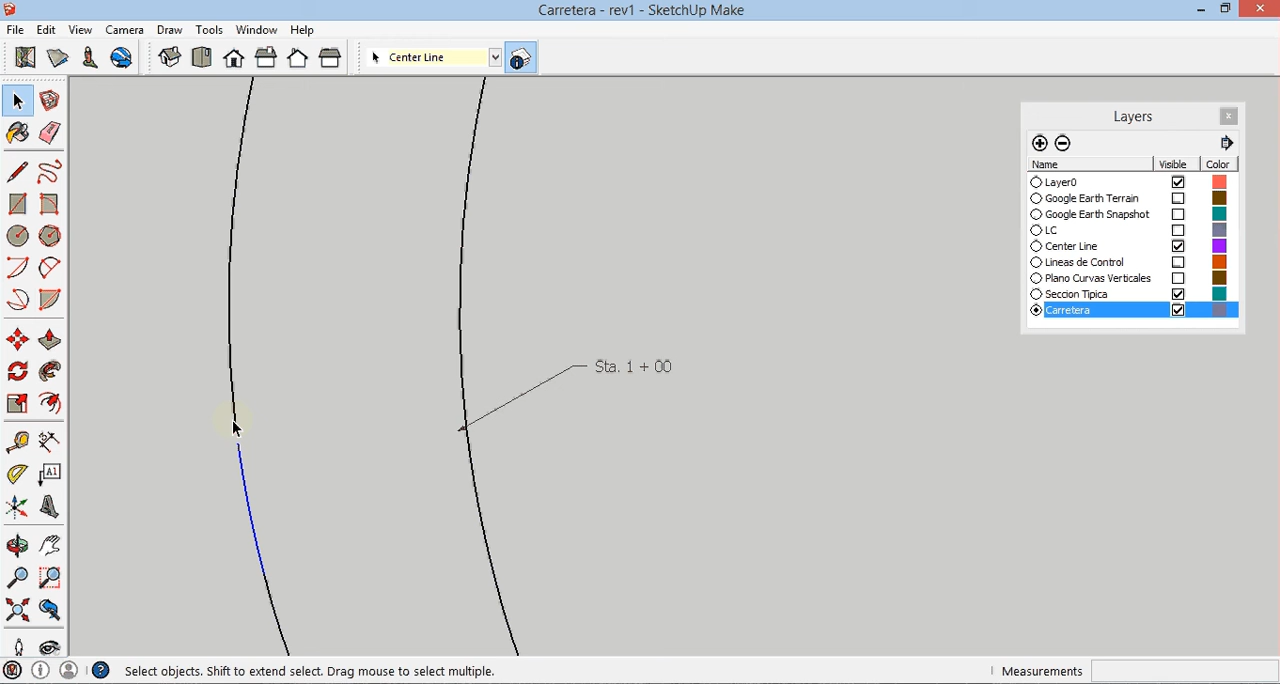 Carretera - rev1 - SketchUp Make
File Edit View Camera Draw Tools Window Help
Center Line
Layers
Name Visible Color
Layer0
Google Earth Terrain
Google Earth Snapshot
LC
Center Line
Lineas de Control
Plano Curvas Verticales
Seccion Tipica
Carretera
Sta. 1 + 00
A1
Select objects. Shift to extend select. Drag mouse to select multiple.
Measurements